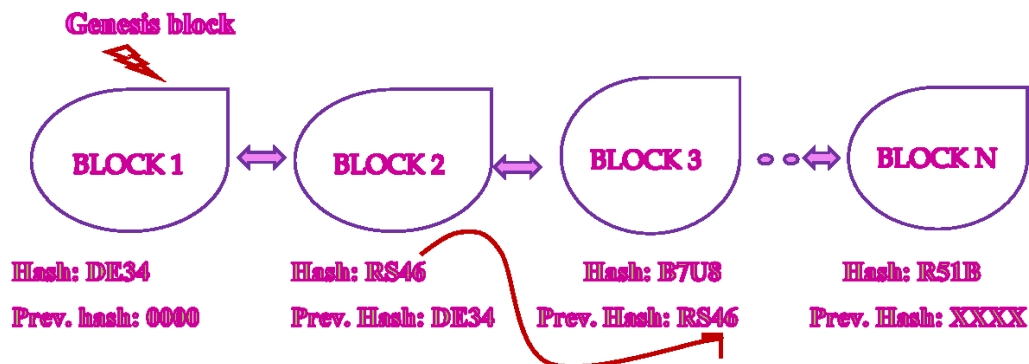 Genesis block
BLOCK 1
BLOCK 2
BLOCK 3
BLOCK N
Hash: DE34
Hash: RS46
Hash: B7U8
Hash: R51B
Prev. hash: 0000
Prev. Hash: DE34
Prev. Hash: RS46
Prev. Hash: XXXX